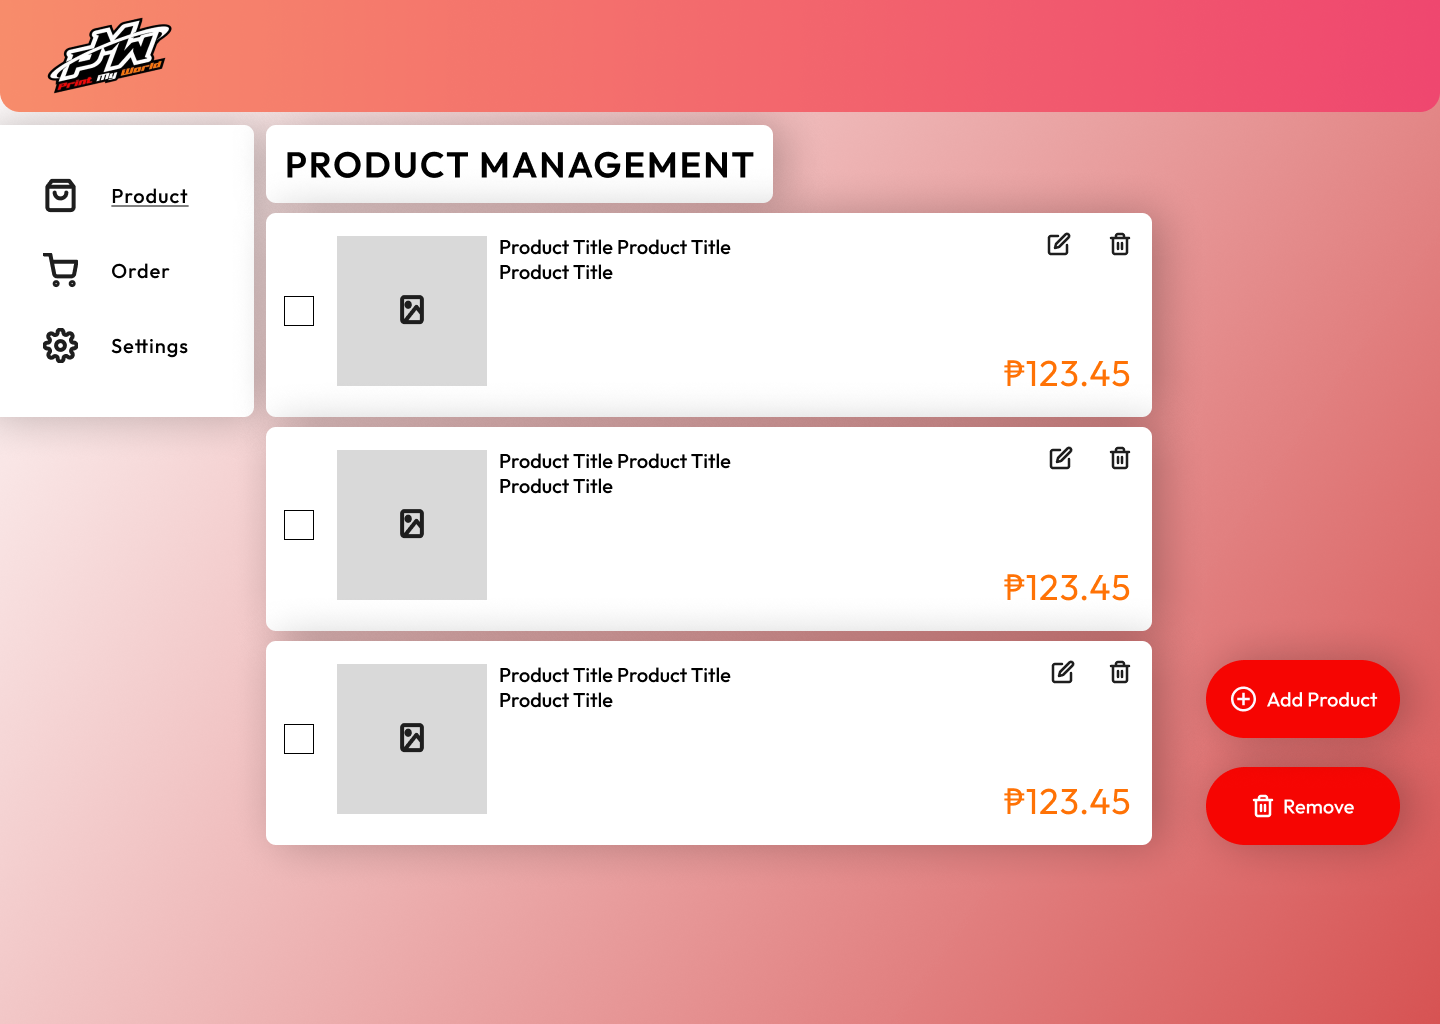 PMW
Print My World
Product
Order
Settings
PRODUCT MANAGEMENT
Product Title Product Title
Product Title
₱123.45
Product Title Product Title
Product Title
₱123.45
Product Title Product Title
Product Title
₱123.45
Add Product
Remove